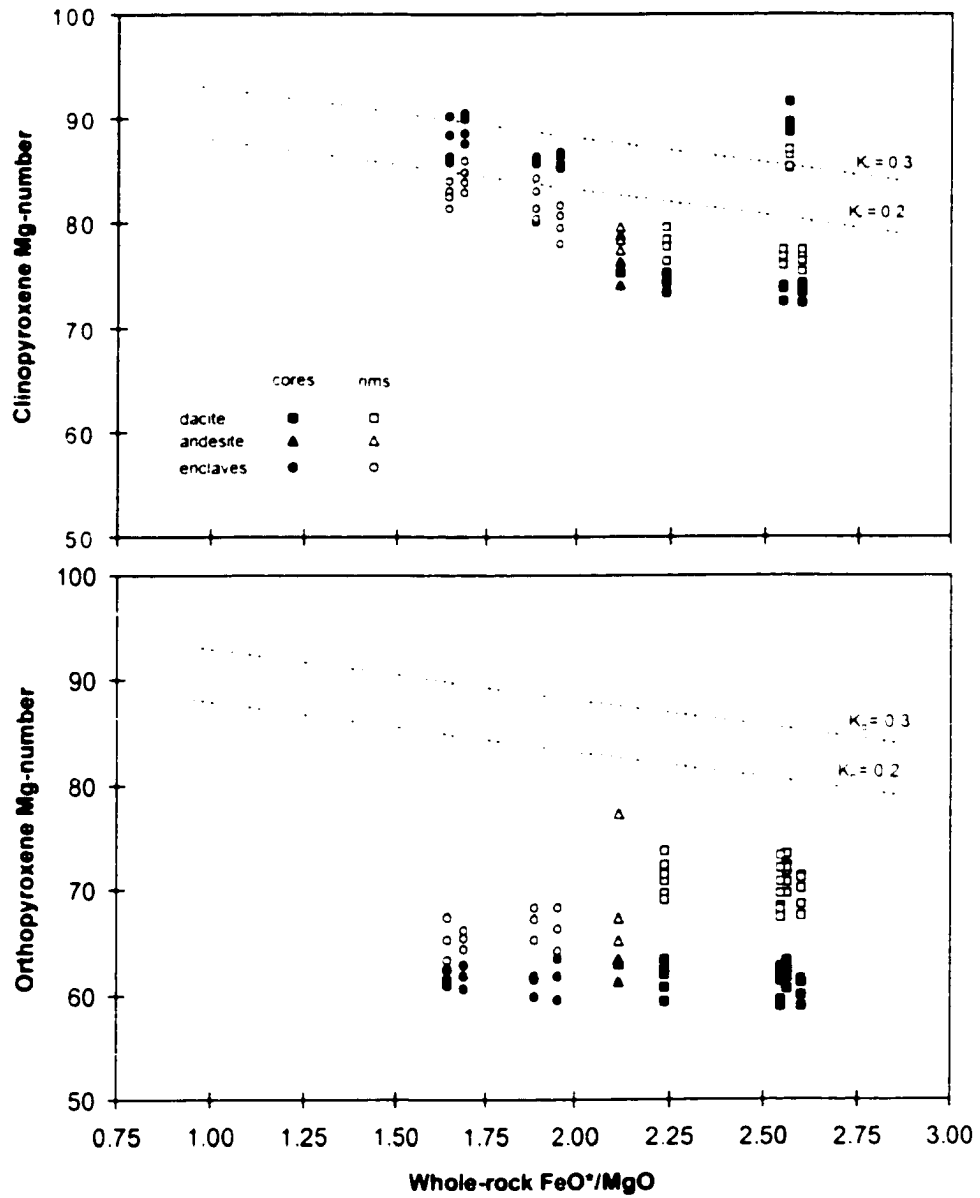 100
90
80
70
60
50
Clinopyroxene Mg-number
K = 0.3
K = 0.2
cores rims
dacite
andesite
enclaves
100
90
80
70
60
50
Orthopyroxene Mg-number
K = 0.3
K = 0.2
0.75 1.00 1.25 1.50 1.75 2.00 2.25 2.50 2.75 3.00
Whole-rock FeO*/MgO